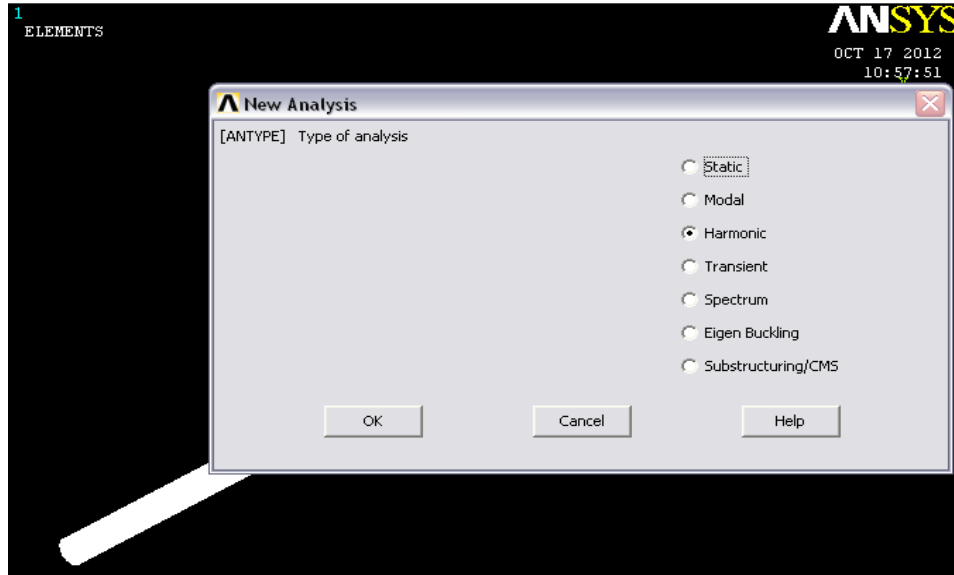 1
ELEMENTS
ANSYS
OCT 17 2012
10:57:51
New Analysis
[ANTYPE] Type of analysis
Static
Modal
Harmonic
Transient
Spectrum
Eigen Buckling
Substructuring/CMS
OK Cancel Help